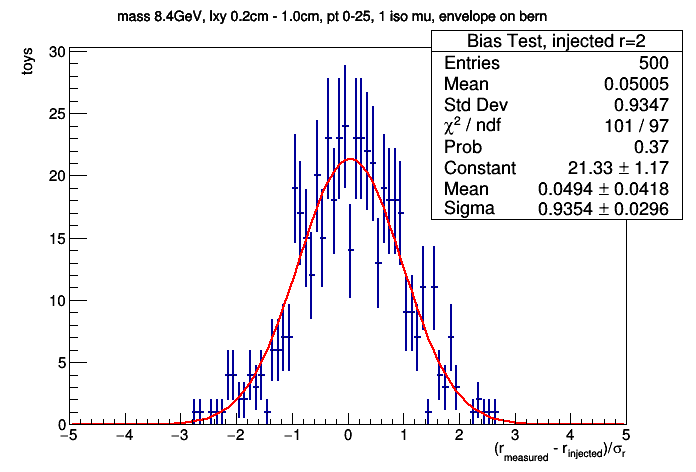 mass 8.4GeV, lxy 0.2cm - 1.0cm, pt 0-25, 1 iso mu, envelope on bern
Bias Test, injected r=2
Entries 500
Mean 0.05005
Std Dev 0.9347
χ² / ndf 101 / 97
Prob 0.37
Constant 21.33 ± 1.17
Mean 0.0494 ± 0.0418
Sigma 0.9354 ± 0.0296
toys
30
25
20
15
10
5
0
−5 −4 −3 −2 −1 0 1 2 3 4 5
(r_measured - r_injected)/σ_r